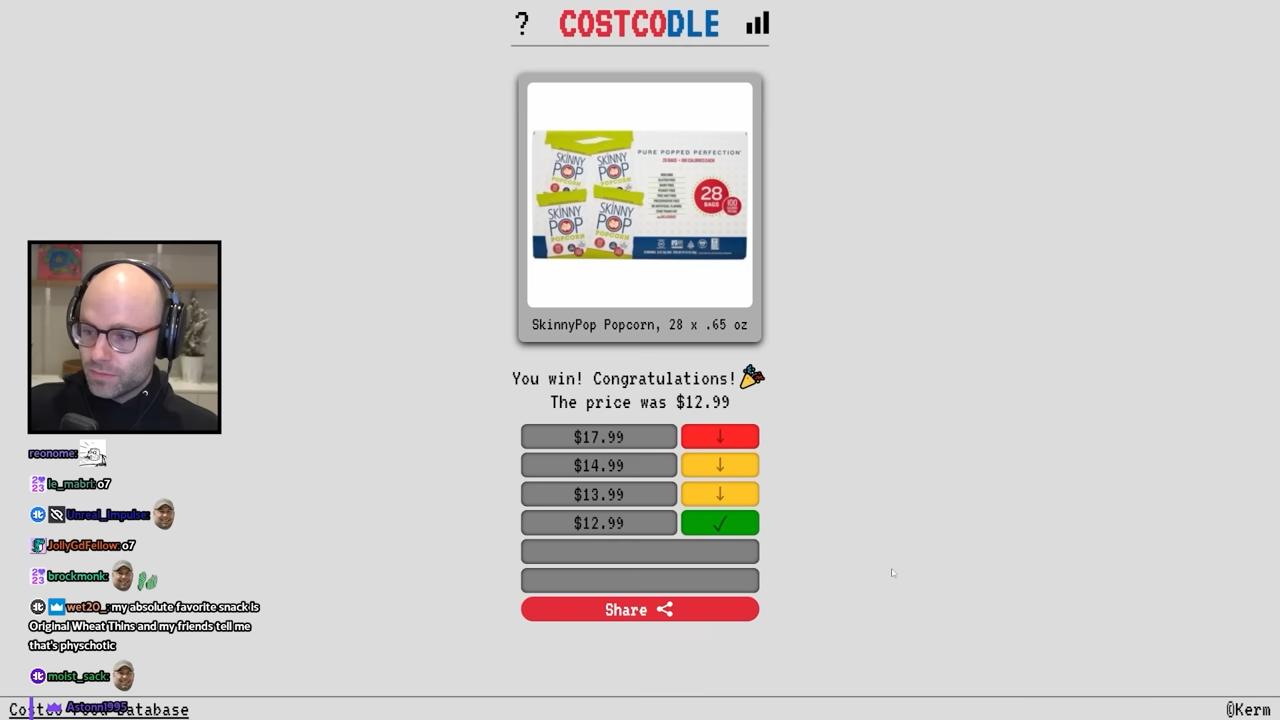 ?
COSTCODLE
PURE POPPED PERFECTION
SKINNY POP POPCORN
SKINNY POP POPCORN
SKINNY POP POPCORN
SKINNY POP POPCORN
28 BAGS
100
SkinnyPop Popcorn, 28 x .65 oz
You win! Congratulations!
The price was $12.99
$17.99 ↓
$14.99 ↓
$13.99 ↓
$12.99 ✓
Share
reonome:
le_mabri: o7
Unreal_Impulse:
JollyGdFellow: o7
brockmonk:
wet20_: my absolute favorite snack is
Original Wheat Thins and my friends tell me
that's physchotic
moist_sack:
Astonn1995
Database
@Kerm